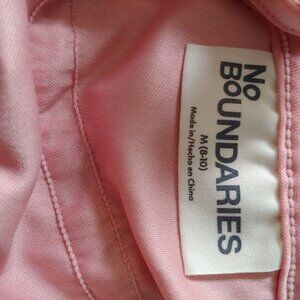 No
BOUNDARIES
M (8-10)
Made in/Hecho en China